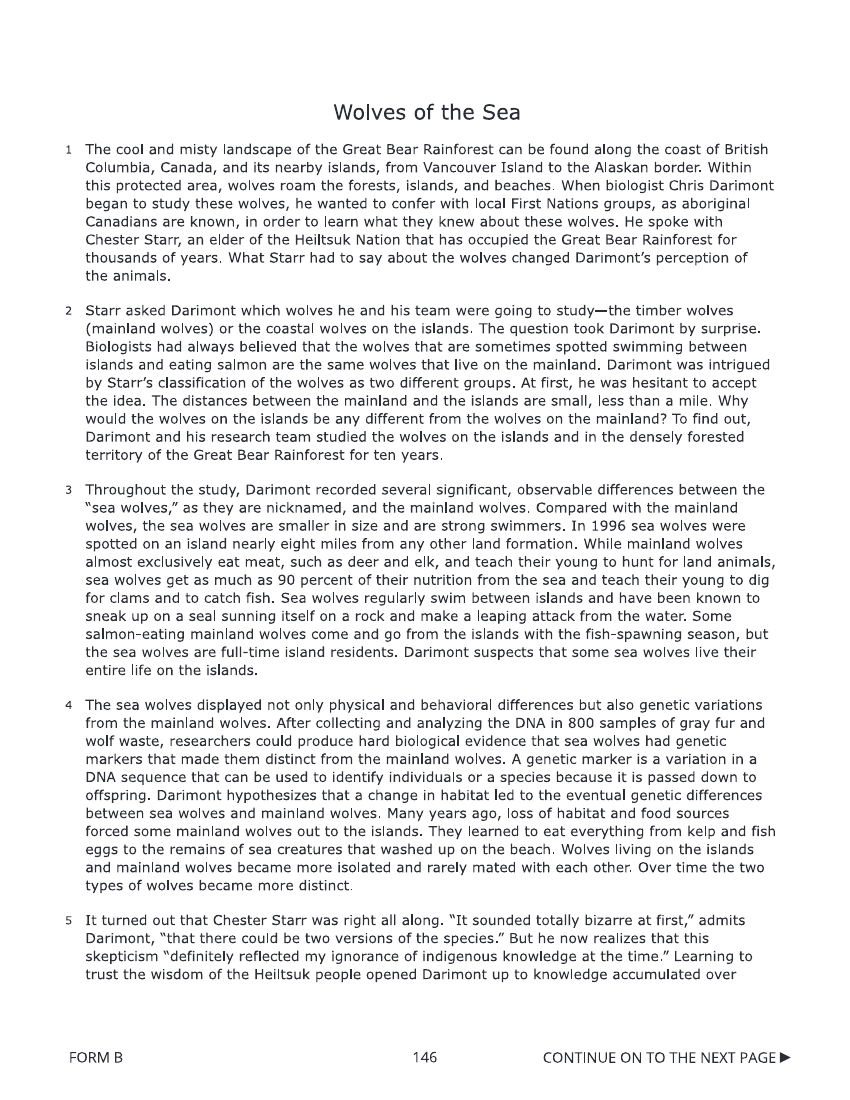 Wolves of the Sea
1 The cool and misty landscape of the Great Bear Rainforest can be found along the coast of British
Columbia, Canada, and its nearby islands, from Vancouver Island to the Alaskan border. Within
this protected area, wolves roam the forests, islands, and beaches. When biologist Chris Darimont
began to study these wolves, he wanted to confer with local First Nations groups, as aboriginal
Canadians are known, in order to learn what they knew about these wolves. He spoke with
Chester Starr, an elder of the Heiltsuk Nation that has occupied the Great Bear Rainforest for
thousands of years. What Starr had to say about the wolves changed Darimont's perception of
the animals.
2 Starr asked Darimont which wolves he and his team were going to study—the timber wolves
(mainland wolves) or the coastal wolves on the islands. The question took Darimont by surprise.
Biologists had always believed that the wolves that are sometimes spotted swimming between
islands and eating salmon are the same wolves that live on the mainland. Darimont was intrigued
by Starr's classification of the wolves as two different groups. At first, he was hesitant to accept
the idea. The distances between the mainland and the islands are small, less than a mile. Why
would the wolves on the islands be any different from the wolves on the mainland? To find out,
Darimont and his research team studied the wolves on the islands and in the densely forested
territory of the Great Bear Rainforest for ten years.
3 Throughout the study, Darimont recorded several significant, observable differences between the
“sea wolves,” as they are nicknamed, and the mainland wolves. Compared with the mainland
wolves, the sea wolves are smaller in size and are strong swimmers. In 1996 sea wolves were
spotted on an island nearly eight miles from any other land formation. While mainland wolves
almost exclusively eat meat, such as deer and elk, and teach their young to hunt for land animals,
sea wolves get as much as 90 percent of their nutrition from the sea and teach their young to dig
for clams and to catch fish. Sea wolves regularly swim between islands and have been known to
sneak up on a seal sunning itself on a rock and make a leaping attack from the water. Some
salmon-eating mainland wolves come and go from the islands with the fish-spawning season, but
the sea wolves are full-time island residents. Darimont suspects that some sea wolves live their
entire life on the islands.
4 The sea wolves displayed not only physical and behavioral differences but also genetic variations
from the mainland wolves. After collecting and analyzing the DNA in 800 samples of gray fur and
wolf waste, researchers could produce hard biological evidence that sea wolves had genetic
markers that made them distinct from the mainland wolves. A genetic marker is a variation in a
DNA sequence that can be used to identify individuals or a species because it is passed down to
offspring. Darimont hypothesizes that a change in habitat led to the eventual genetic differences
between sea wolves and mainland wolves. Many years ago, loss of habitat and food sources
forced some mainland wolves out to the islands. They learned to eat everything from kelp and fish
eggs to the remains of sea creatures that washed up on the beach. Wolves living on the islands
and mainland wolves became more isolated and rarely mated with each other. Over time the two
types of wolves became more distinct.
5 It turned out that Chester Starr was right all along. “It sounded totally bizarre at first,” admits
Darimont, “that there could be two versions of the species.” But he now realizes that this
skepticism “definitely reflected my ignorance of indigenous knowledge at the time.” Learning to
trust the wisdom of the Heiltsuk people opened Darimont up to knowledge accumulated over
FORM B 146 CONTINUE ON TO THE NEXT PAGE ►